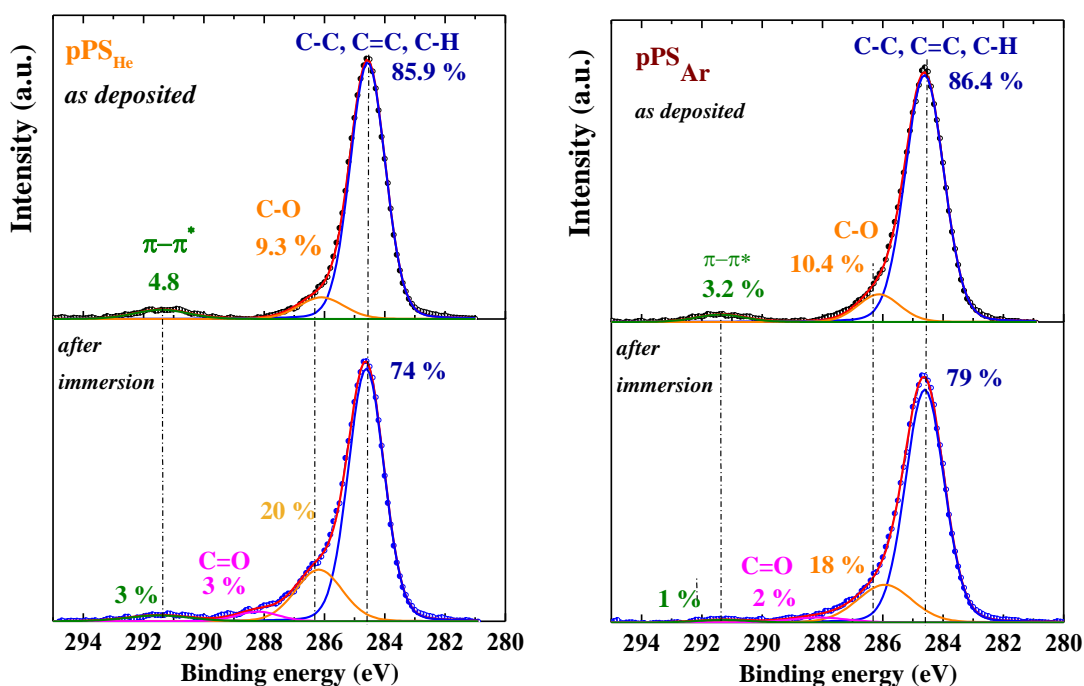 pPS_He
as deposited
C-C, C=C, C-H
85.9 %
C-O
9.3 %
π−π*
4.8
Intensity (a.u.)
after
immersion
74 %
20 %
C=O
3 %
3 %
294 292 290 288 286 284 282 280
Binding energy (eV)
pPS_Ar
as deposited
C-C, C=C, C-H
86.4 %
C-O
10.4 %
π−π*
3.2 %
Intensity (a.u.)
after
immersion
79 %
18 %
C=O
2 %
1 %
294 292 290 288 286 284 282 280
Binding energy (eV)